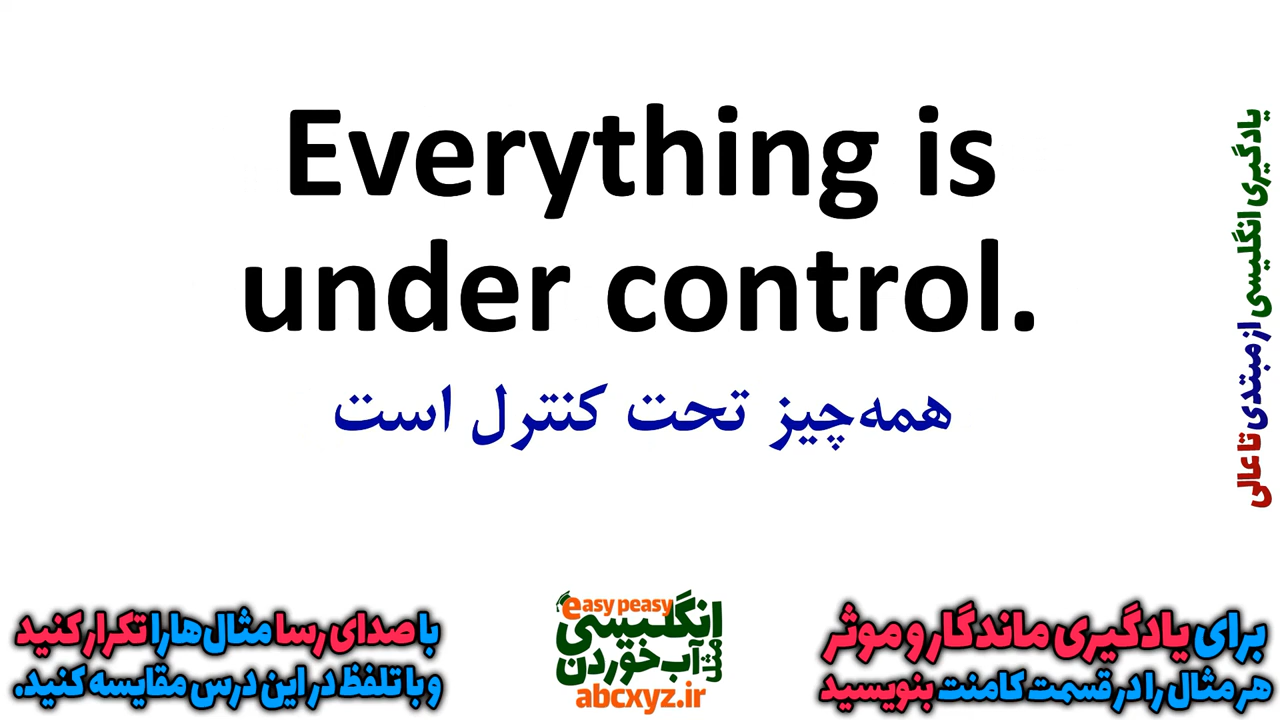 Everything is
under control.
همه‌چیز تحت کنترل است
یادگیری انگلیسی از مبتدی تا عالی
برای یادگیری ماندگار و موثر
هر مثال را در قسمت کامنت بنویسید
easy peasy
انگلیسی
مثل
آب خوردن
abcxyz.ir
با صدای رسا مثال‌ها را تکرار کنید
و با تلفظ در این درس مقایسه کنید.